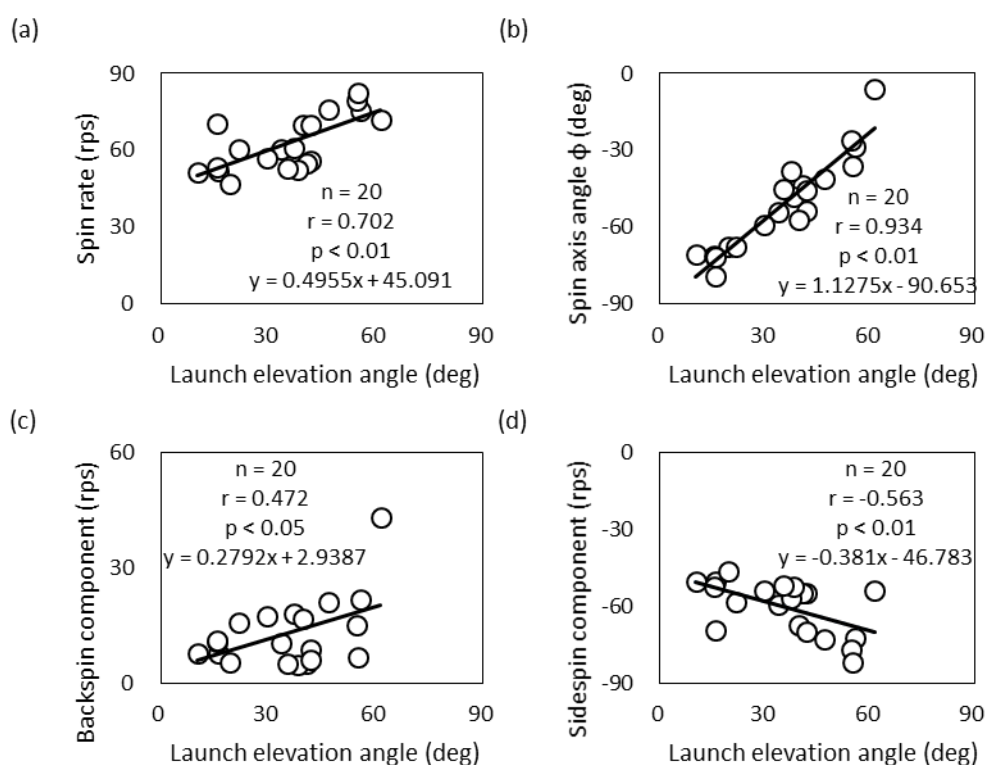 (a)
Spin rate (rps)
90
60
30
0
n = 20
r = 0.702
p < 0.01
y = 0.4955x + 45.091
0
30
60
90
Launch elevation angle (deg)
(b)
Spin axis angle ϕ (deg)
0
-30
-60
-90
n = 20
r = 0.934
p < 0.01
y = 1.1275x - 90.653
0
30
60
90
Launch elevation angle (deg)
(c)
Backspin component (rps)
60
30
0
n = 20
r = 0.472
p < 0.05
y = 0.2792x + 2.9387
0
30
60
90
Launch elevation angle (deg)
(d)
Sidespin component (rps)
-0
-30
-60
-90
n = 20
r = -0.563
p < 0.01
y = -0.381x - 46.783
0
30
60
90
Launch elevation angle (deg)